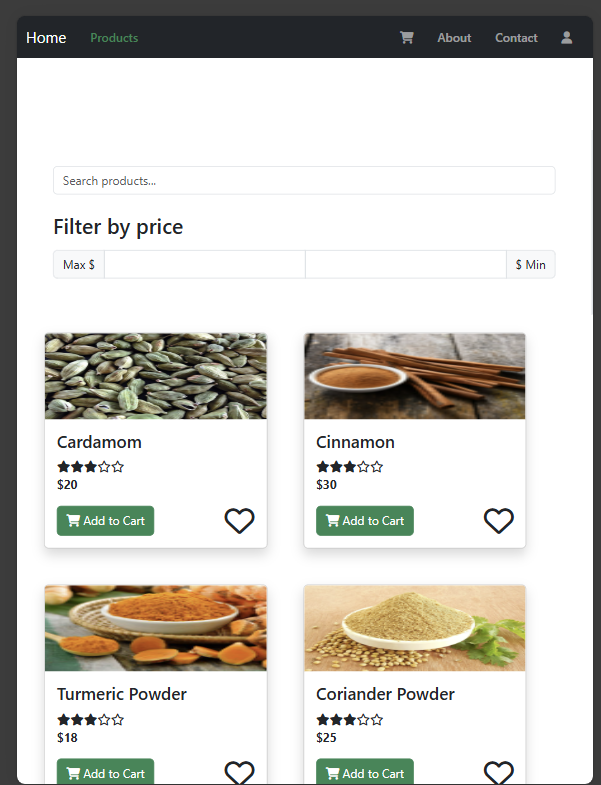 Home Products About Contact
Search products...
Filter by price
Max $ $ Min
Cardamom
$20
Add to Cart
Cinnamon
$30
Add to Cart
Turmeric Powder
$18
Add to Cart
Coriander Powder
$25
Add to Cart